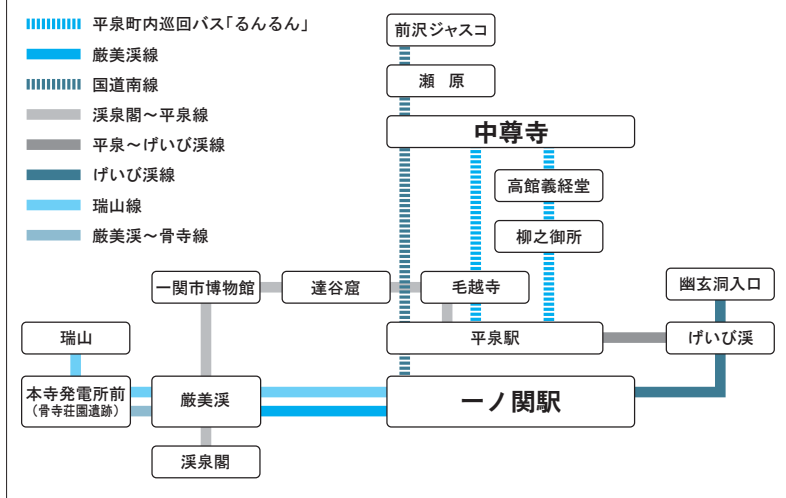 平泉町内巡回バス「るんるん」
厳美渓線
国道南線
渓泉閣～平泉線
平泉～げいび渓線
げいび渓線
瑞山線
厳美渓～骨寺線
前沢ジャスコ
瀬 原
中尊寺
高館義経堂
柳之御所
一関市博物館
達谷窟
毛越寺
幽玄洞入口
瑞山
平泉駅
げいび渓
本寺発電所前
（骨寺荘園遺跡）
厳美渓
一ノ関駅
渓泉閣